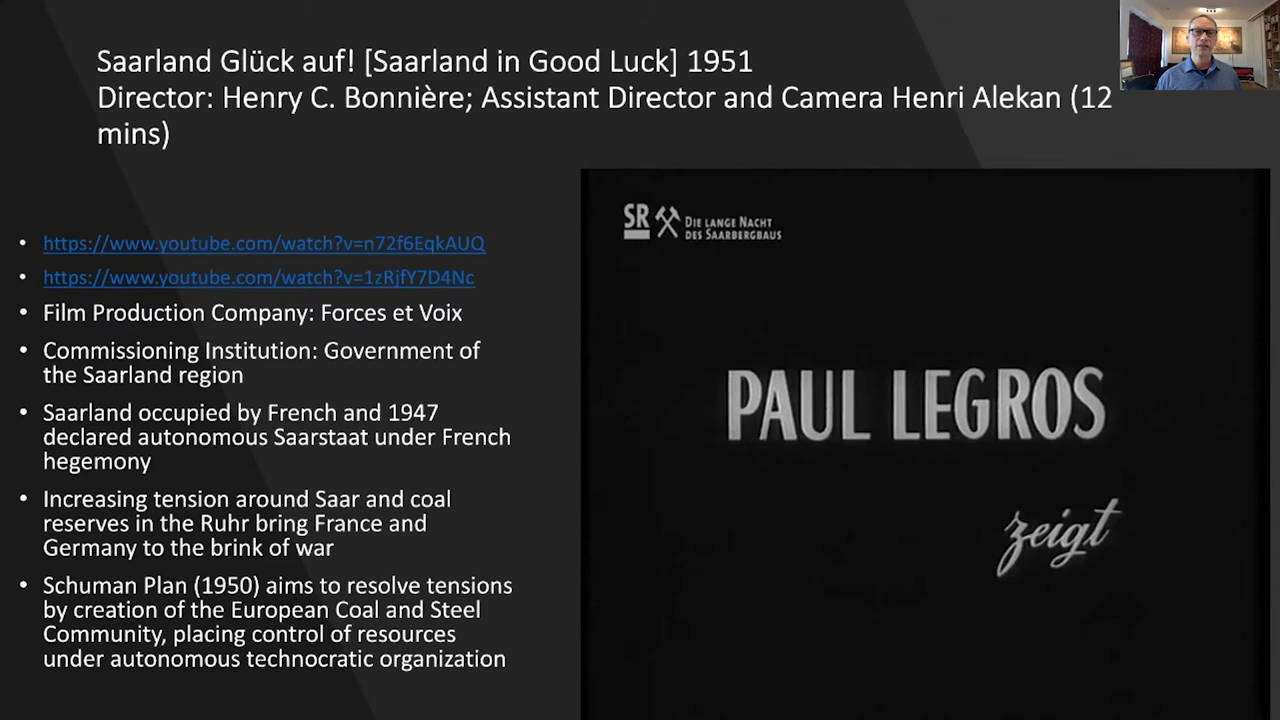 Saarland Glück auf! [Saarland in Good Luck] 1951
Director: Henry C. Bonnière; Assistant Director and Camera Henri Alekan (12
mins)
• https://www.youtube.com/watch?v=n72f6EqkAUQ
• https://www.youtube.com/watch?v=1zRjfY7D4Nc
• Film Production Company: Forces et Voix
• Commissioning Institution: Government of
the Saarland region
• Saarland occupied by French and 1947
declared autonomous Saarstaat under French
hegemony
• Increasing tension around Saar and coal
reserves in the Ruhr bring France and
Germany to the brink of war
• Schuman Plan (1950) aims to resolve tensions
by creation of the European Coal and Steel
Community, placing control of resources
under autonomous technocratic organization
SR DIE LANGE NACHT
DES SAARBERGBAUS
PAUL LEGROS
zeigt